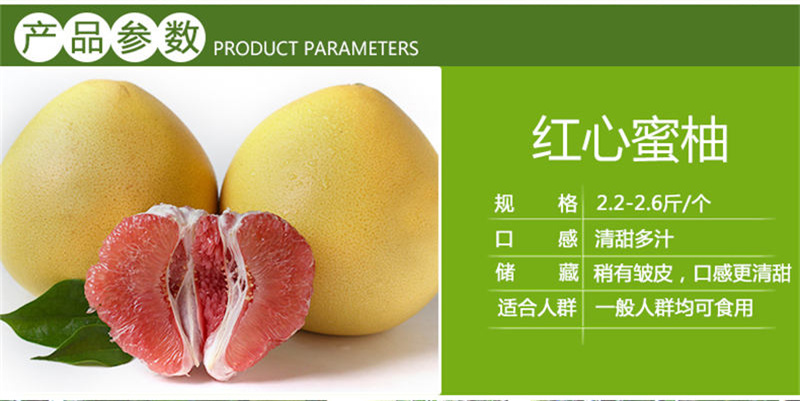 产品参数 PRODUCT PARAMETERS
红心蜜柚
规 格 2.2-2.6斤/个
口 感 清甜多汁
储 藏 稍有皱皮，口感更清甜
适合人群 一般人群均可食用